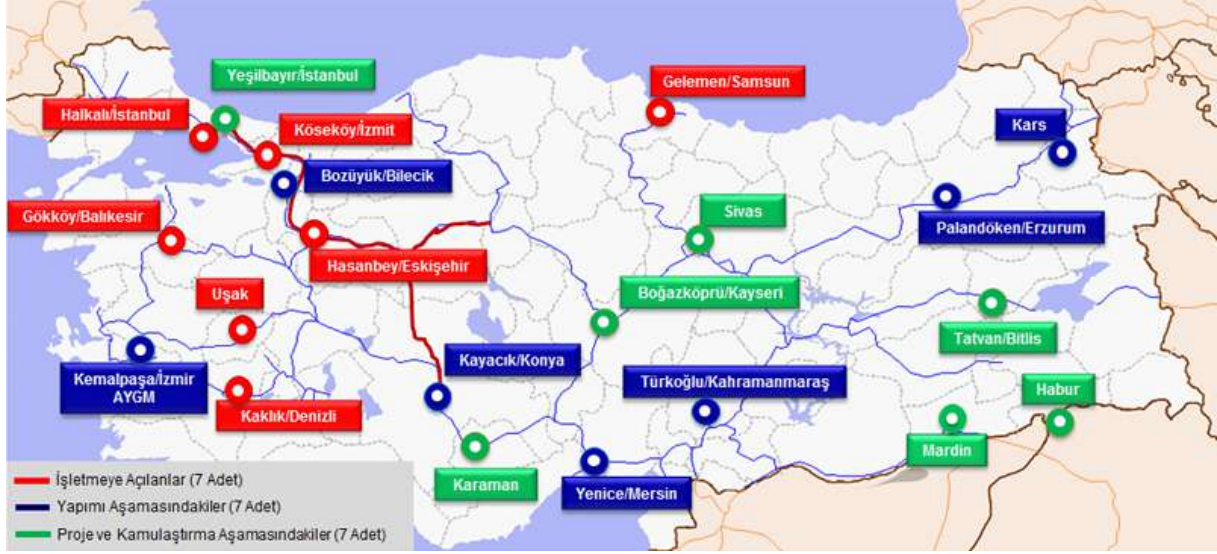 Yeşilbayır/İstanbul
Gelemen/Samsun
Halkalı/İstanbul
Köseköy/İzmit
Kars
Bozüyük/Bilecik
Gökköy/Balıkesir
Sivas
Palandöken/Erzurum
Hasanbey/Eskişehir
Uşak
Boğazköprü/Kayseri
Tatvan/Bitlis
Kayacık/Konya
Kemalpaşa/İzmir
AYGM
Türkoğlu/Kahramanmaraş
Habur
Kaklık/Denizli
Mardin
Karaman
Yenice/Mersin
İşletmeye Açılanlar (7 Adet)
Yapımı Aşamasındakiler (7 Adet)
Proje ve Kamulaştırma Aşamasındakiler (7 Adet)